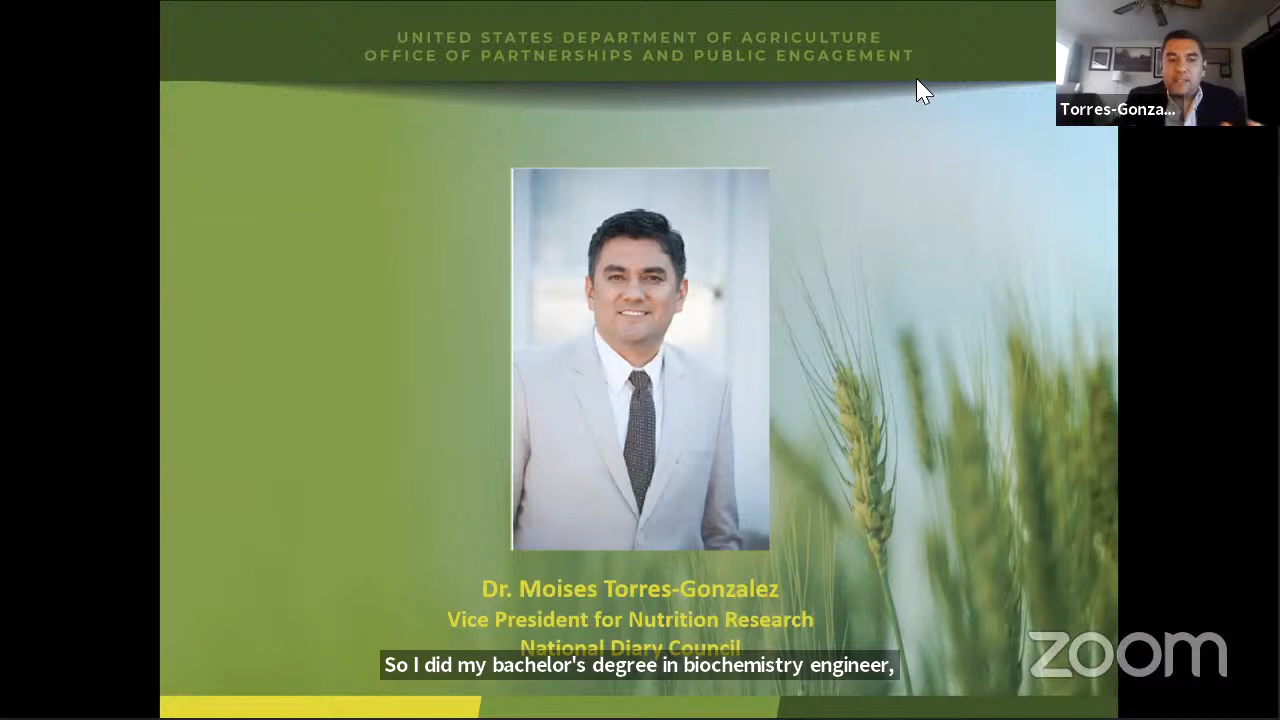 UNITED STATES DEPARTMENT OF AGRICULTURE
OFFICE OF PARTNERSHIPS AND PUBLIC ENGAGEMENT
Torres-Gonza...
Dr. Moises Torres-Gonzalez
Vice President for Nutrition Research
National Diary Council
So I did my bachelor's degree in biochemistry engineer,
zoom